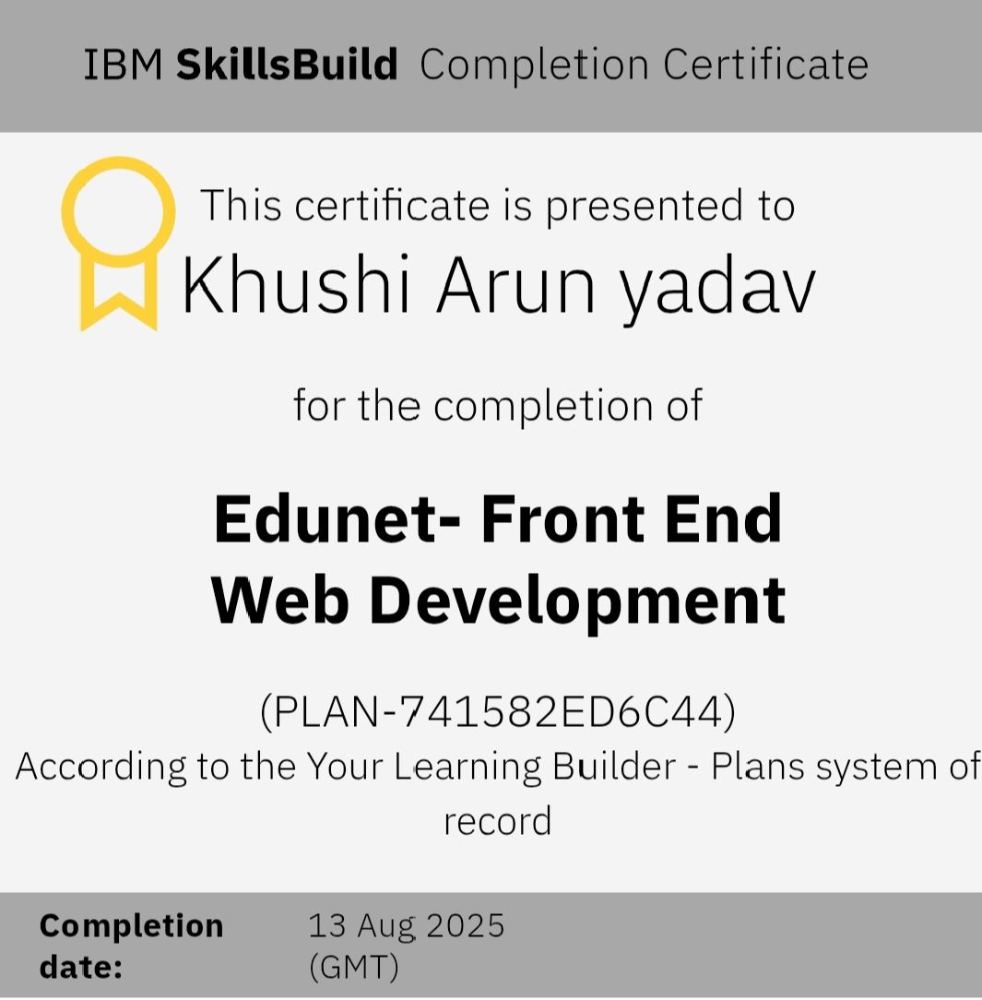 IBM SkillsBuild Completion Certificate
This certificate is presented to
Khushi Arun yadav
for the completion of
Edunet- Front End
Web Development
(PLAN-741582ED6C44)
According to the Your Learning Builder - Plans system of
record
Completion 13 Aug 2025
date: (GMT)